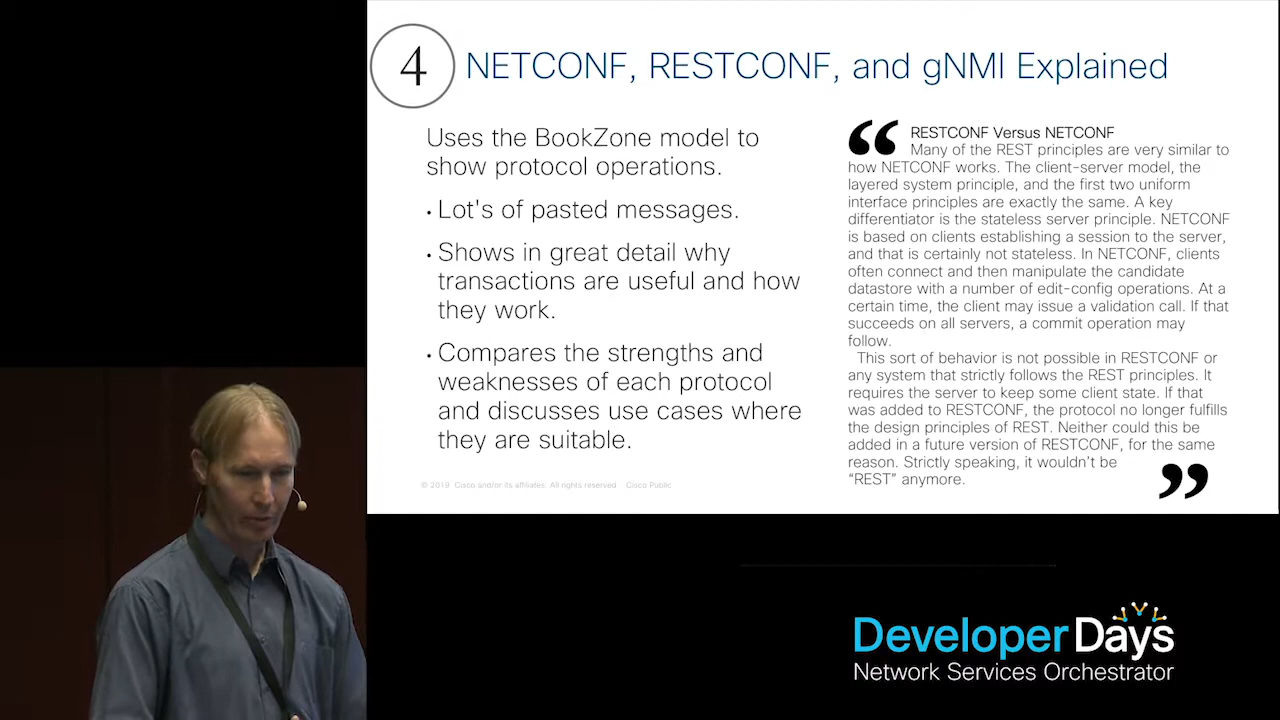 4
NETCONF, RESTCONF, and gNMI Explained
Uses the BookZone model to
show protocol operations.
• Lot's of pasted messages.
• Shows in great detail why
transactions are useful and how
they work.
• Compares the strengths and
weaknesses of each protocol
and discusses use cases where
they are suitable.
© 2019 Cisco and/or its affiliates. All rights reserved Cisco Public
“ RESTCONF Versus NETCONF
Many of the REST principles are very similar to
how NETCONF works. The client-server model, the
layered system principle, and the first two uniform
interface principles are exactly the same. A key
differentiator is the stateless server principle. NETCONF
is based on clients establishing a session to the server,
and that is certainly not stateless. In NETCONF, clients
often connect and then manipulate the candidate
datastore with a number of edit-config operations. At a
certain time, the client may issue a validation call. If that
succeeds on all servers, a commit operation may
follow.
This sort of behavior is not possible in RESTCONF or
any system that strictly follows the REST principles. It
requires the server to keep some client state. If that
was added to RESTCONF, the protocol no longer fulfills
the design principles of REST. Neither could this be
added in a future version of RESTCONF, for the same
reason. Strictly speaking, it wouldn't be
“REST” anymore. ”
Developer Days
Network Services Orchestrator